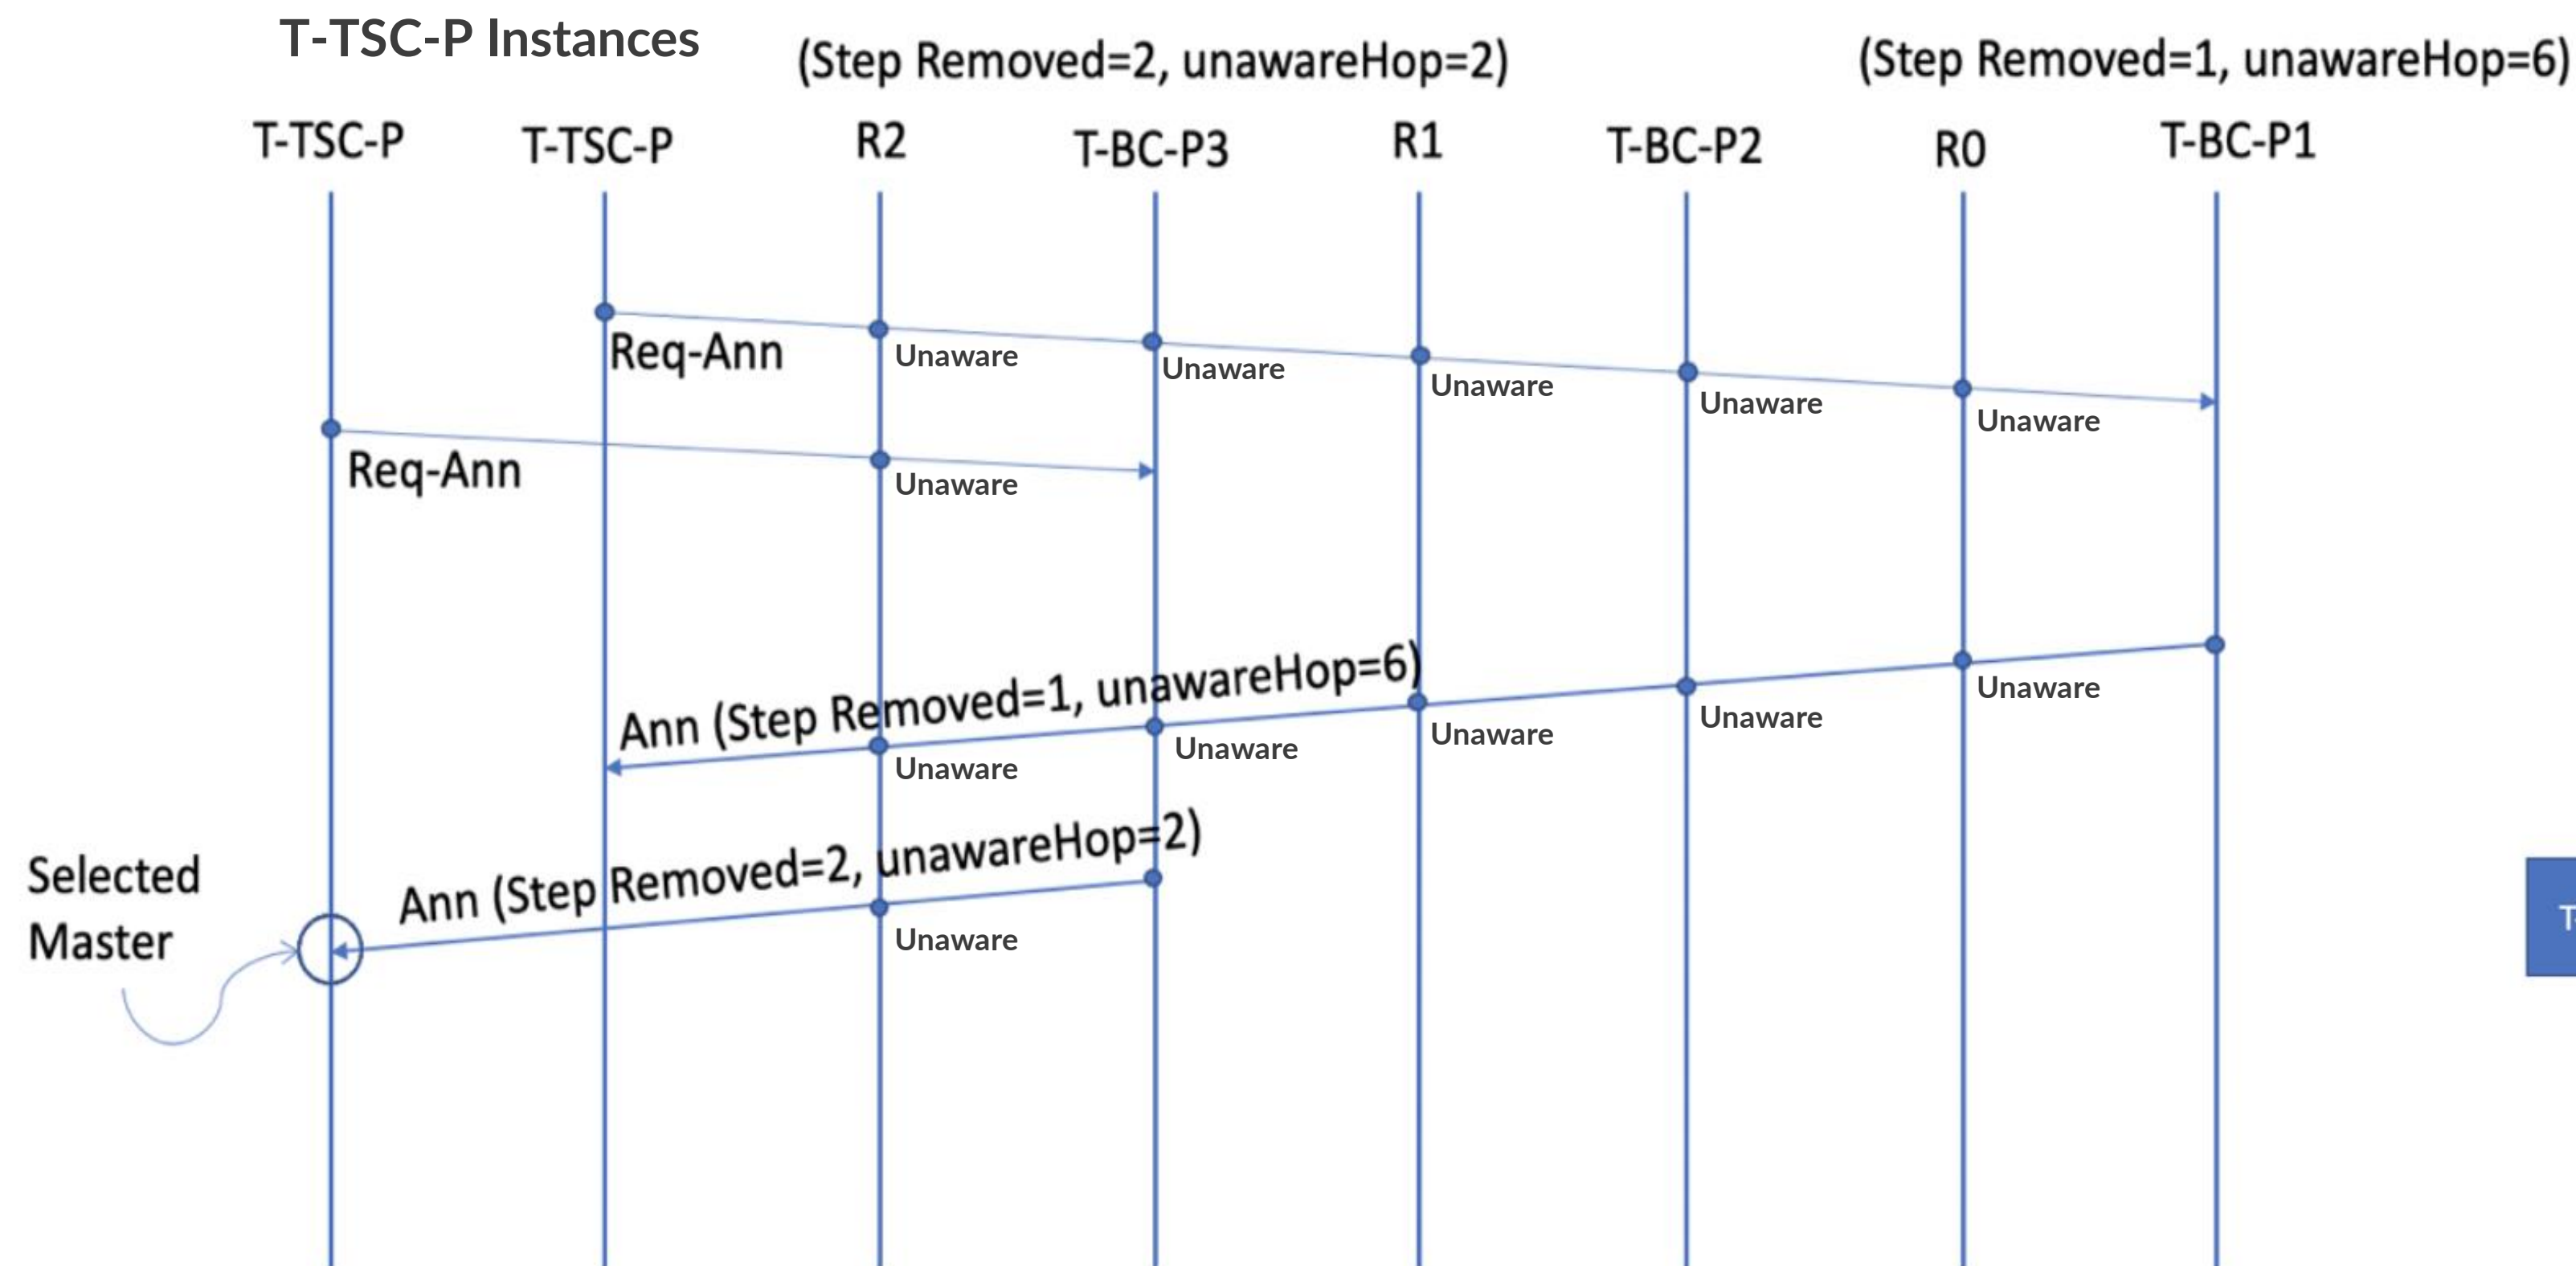 T-TSC-P Instances
(Step Removed=2, unawareHop=2)
(Step Removed=1, unawareHop=6)
T-TSC-P
T-TSC-P
R2
T-BC-P3
R1
T-BC-P2
R0
T-BC-P1
Req-Ann
Unaware
Unaware
Unaware
Unaware
Unaware
Req-Ann
Unaware
Ann (Step Removed=1, unawareHop=6)
Unaware
Unaware
Unaware
Unaware
Unaware
Ann (Step Removed=2, unawareHop=2)
Unaware
Selected
Master